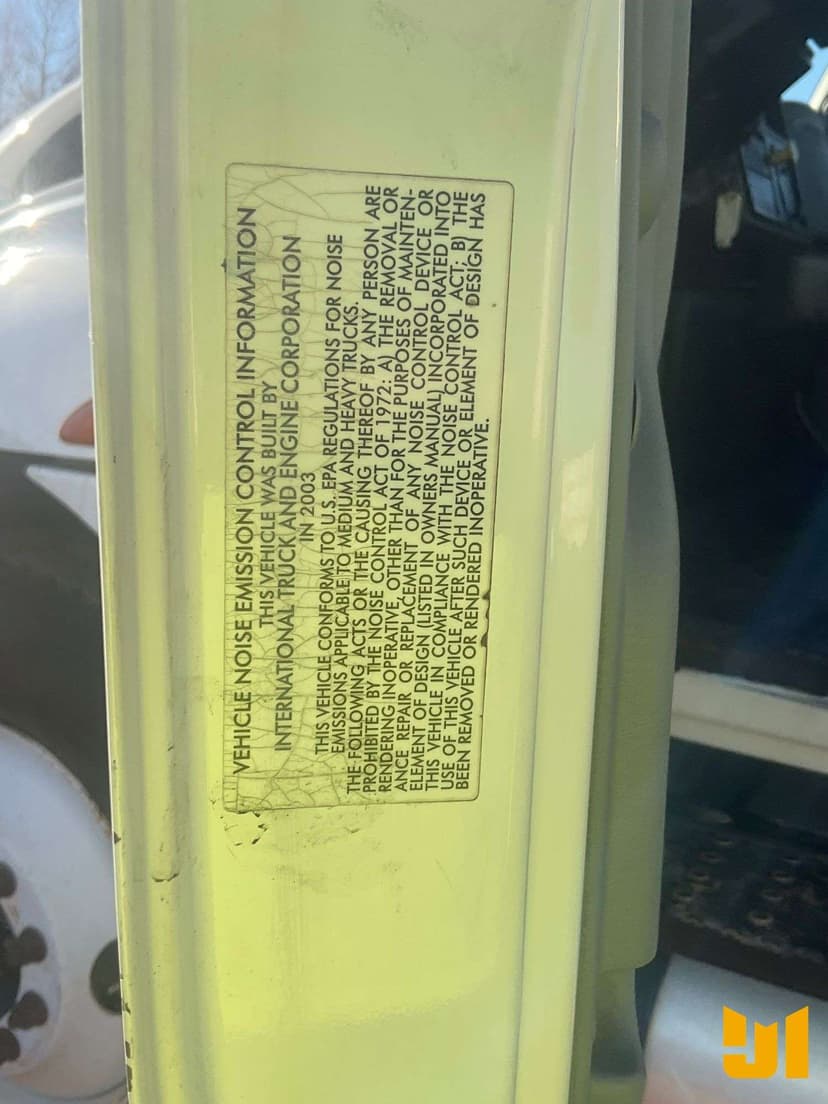 VEHICLE NOISE EMISSION CONTROL INFORMATION
THIS VEHICLE WAS BUILT BY
INTERNATIONAL TRUCK AND ENGINE CORPORATION
IN 2003
THIS VEHICLE CONFORMS TO U.S. EPA REGULATIONS FOR NOISE
EMISSIONS APPLICABLE TO MEDIUM AND HEAVY TRUCKS.
THE FOLLOWING ACTS OR THE CAUSING THEREOF BY ANY PERSON ARE
PROHIBITED BY THE NOISE CONTROL ACT OF 1972: A) THE REMOVAL OR
RENDERING INOPERATIVE, OTHER THAN FOR THE PURPOSES OF MAINTEN-
ANCE, REPAIR, OR REPLACEMENT OF ANY NOISE CONTROL DEVICE OR
ELEMENT OF DESIGN (LISTED IN OWNERS MANUAL) INCORPORATED INTO
THIS VEHICLE IN COMPLIANCE WITH THE NOISE CONTROL ACT; B) THE
USE OF THIS VEHICLE AFTER SUCH DEVICE OR ELEMENT OF DESIGN HAS
BEEN REMOVED OR RENDERED INOPERATIVE.